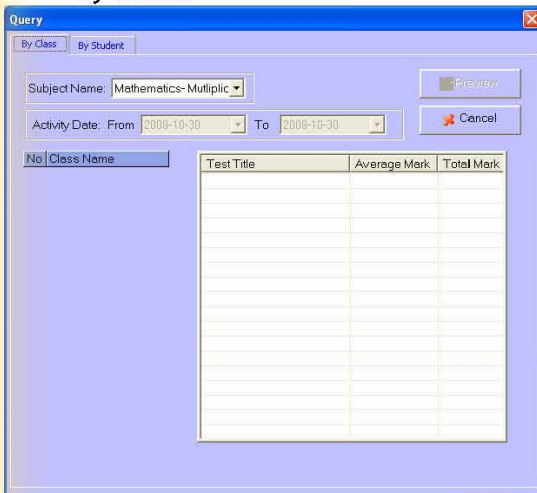 Query
By Class By Student
Subject Name: Mathematics- Mutliplic
Preview
Activity Date: From 2008-10-30 To 2008-10-30
Cancel
No Class Name
Test Title Average Mark Total Mark